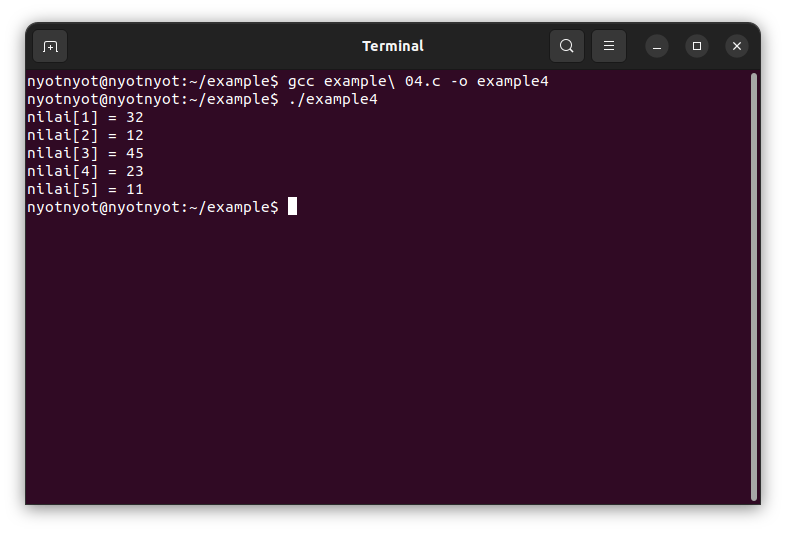 Terminal
nyotnyot@nyotnyot:~/example$ gcc example\ 04.c -o example4
nyotnyot@nyotnyot:~/example$ ./example4
nilai[1] = 32
nilai[2] = 12
nilai[3] = 45
nilai[4] = 23
nilai[5] = 11
nyotnyot@nyotnyot:~/example$